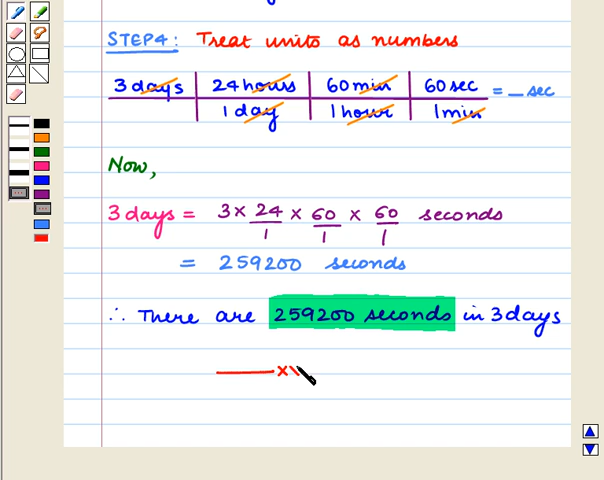 STEP4: Treat units as numbers
3 days | 24 hours | 60 min | 60 sec = _ sec
1 day | 1 hour | 1 min
Now,
3 days = 3 × 24/1 × 60/1 × 60/1 seconds
= 259200 seconds
∴ There are 259200 seconds in 3 days